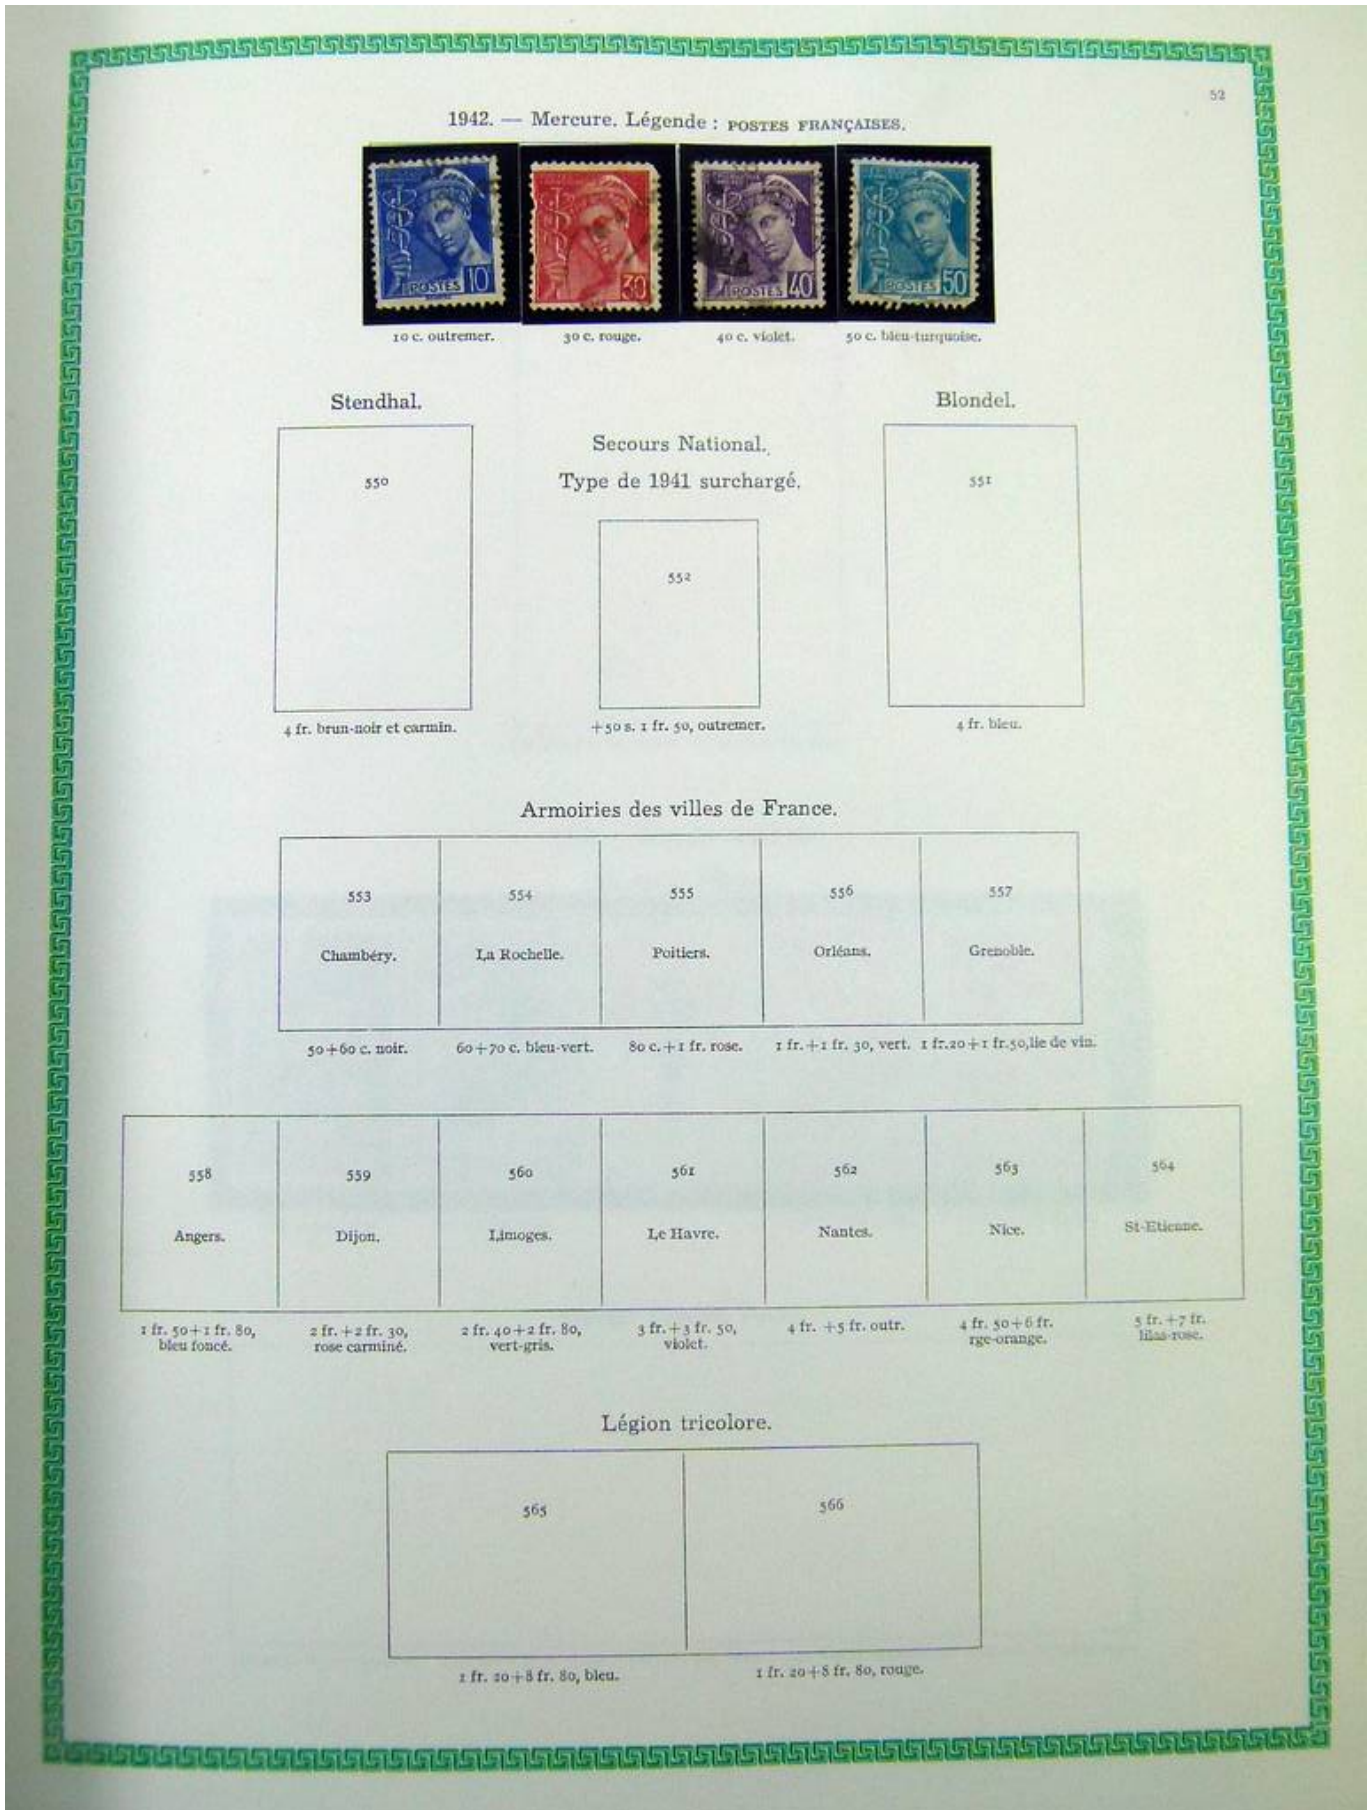 52
1942. — Mercure. Légende : POSTES FRANÇAISES.
POSTES 10
POSTES 30
POSTES 40
POSTES 50
10 c. outremer. 30 c. rouge. 40 c. violet. 50 c. bleu-turquoise.
Stendhal. Blondel.
Secours National.
Type de 1941 surchargé.
550 551
552
4 fr. brun-noir et carmin. +50 s. 1 fr. 50, outremer. 4 fr. bleu.
Armoiries des villes de France.
553 554 555 556 557
Chambéry. La Rochelle. Poitiers. Orléans. Grenoble.
50+60 c. noir. 60+70 c. bleu-vert. 80 c.+1 fr. rose. 1 fr.+1 fr. 30, vert. 1 fr.20+1 fr.50,lie de vin.
558 559 560 561 562 563 564
Angers. Dijon. Limoges. Le Havre. Nantes. Nice. St-Etienne.
1 fr. 50+1 fr. 80, 2 fr.+2 fr. 30, 2 fr. 40+2 fr. 80, 3 fr.+3 fr. 50, 4 fr. +5 fr. outr. 4 fr. 50+6 fr. 5 fr.+7 fr.
bleu foncé. rose carminé. vert-gris. violet. rge-orange. lilas-rose.
Légion tricolore.
565 566
1 fr. 20+8 fr. 80, bleu. 1 fr. 20+8 fr. 80, rouge.